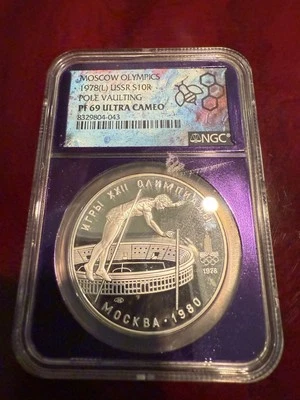 MOSCOW OLYMPICS
1978(L) USSR S10R
POLE VAULTING
PF 69 ULTRA CAMEO
8329804-043
NGC
ИГРЫ XXII ОЛИМПИАДЫ
1978
МОСКВА · 1980